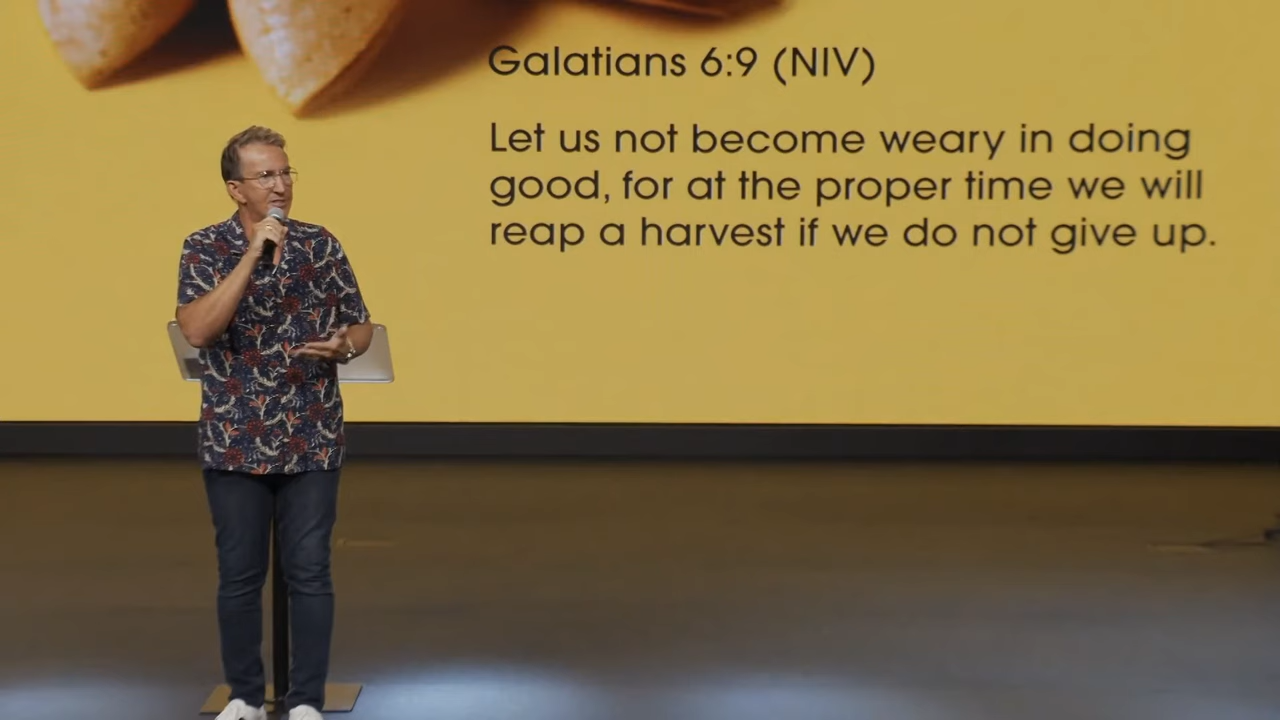 Galatians 6:9 (NIV)
Let us not become weary in doing
good, for at the proper time we will
reap a harvest if we do not give up.